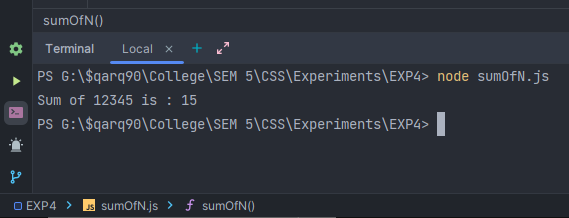 sumOfN()
Terminal Local × +
PS G:\$qarq90\College\SEM 5\CSS\Experiments\EXP4> node sumOfN.js
Sum of 12345 is : 15
PS G:\$qarq90\College\SEM 5\CSS\Experiments\EXP4>
EXP4 > JS sumOfN.js > f sumOfN()